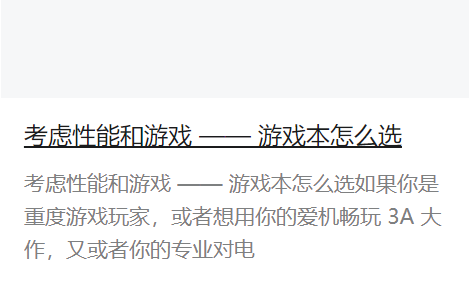 考虑性能和游戏 —— 游戏本怎么选
考虑性能和游戏 —— 游戏本怎么选如果你是
重度游戏玩家，或者想用你的爱机畅玩 3A 大
作，又或者你的专业对电